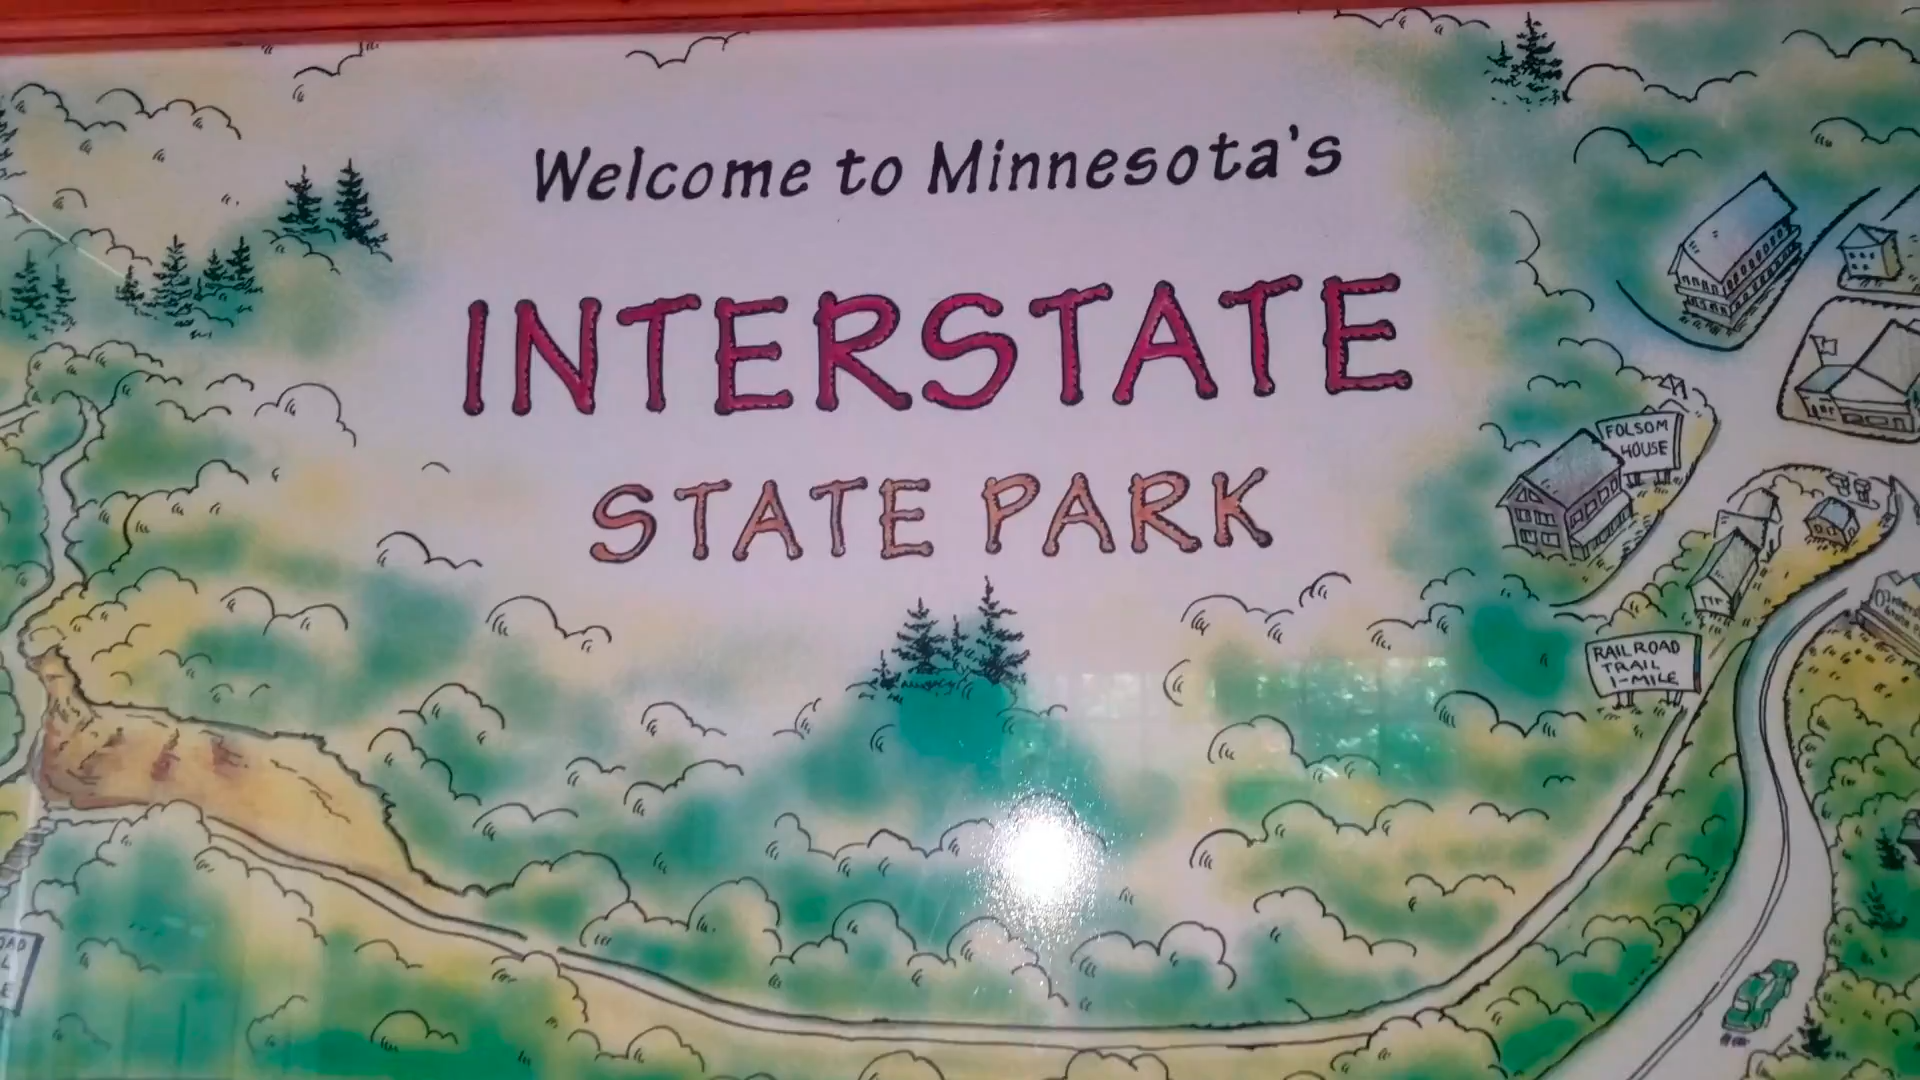 Welcome to Minnesota's
INTERSTATE
STATE PARK
FOLSOM
HOUSE
RAILROAD
TRAIL
1-MILE